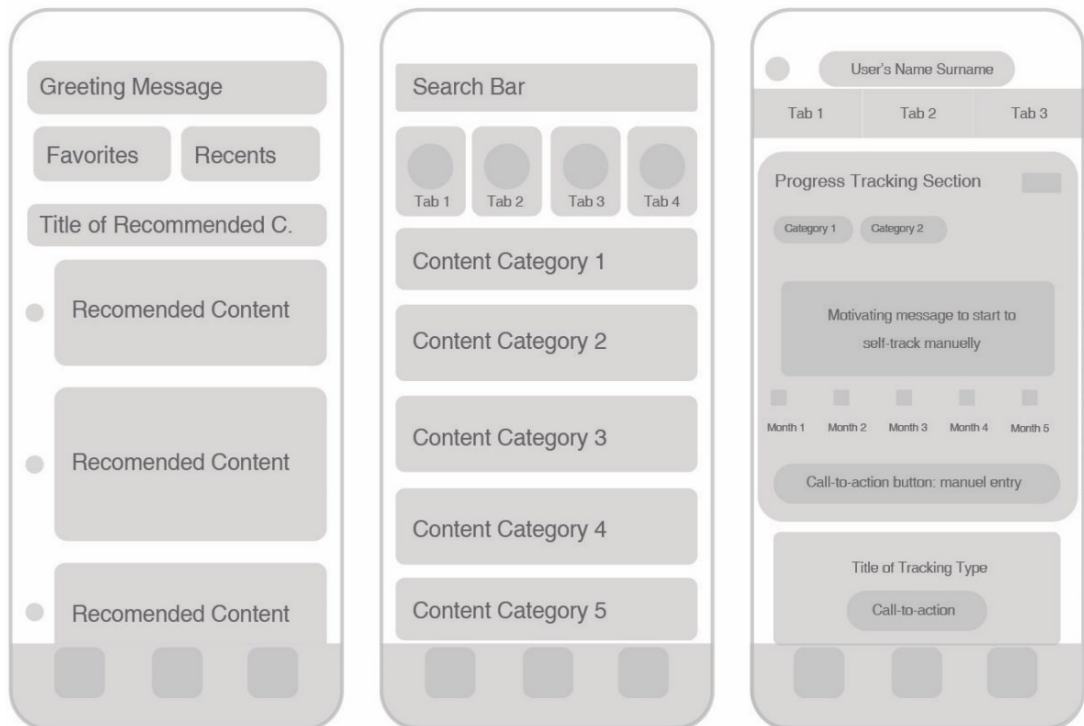 Greeting Message
Favorites
Recents
Title of Recommended C.
Recomended Content
Recomended Content
Recomended Content
Search Bar
Tab 1
Tab 2
Tab 3
Tab 4
Content Category 1
Content Category 2
Content Category 3
Content Category 4
Content Category 5
User's Name Surname
Tab 1
Tab 2
Tab 3
Progress Tracking Section
Category 1
Category 2
Motivating message to start to
self-track manuelly
Month 1
Month 2
Month 3
Month 4
Month 5
Call-to-action button: manuel entry
Title of Tracking Type
Call-to-action